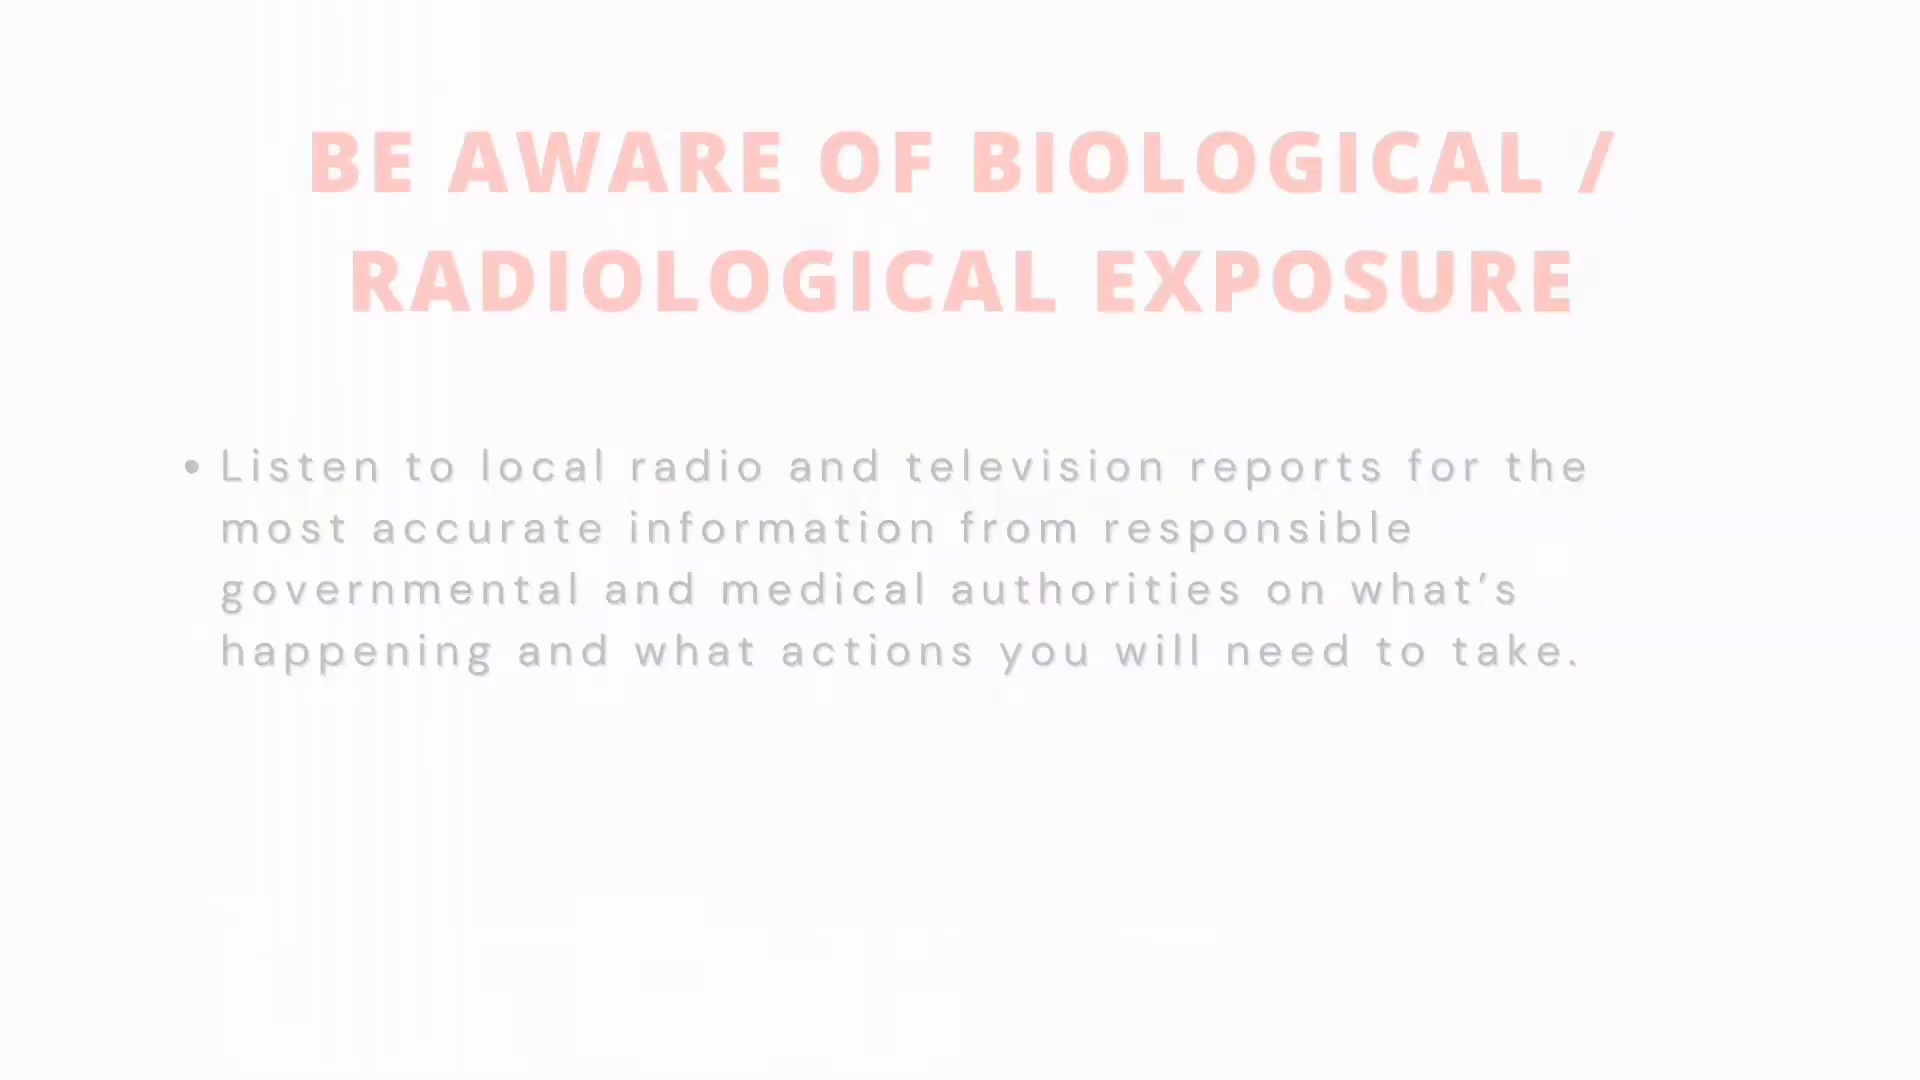 BE AWARE OF BIOLOGICAL /
RADIOLOGICAL EXPOSURE
• Listen to local radio and television reports for the
most accurate information from responsible
governmental and medical authorities on what’s
happening and what actions you will need to take.